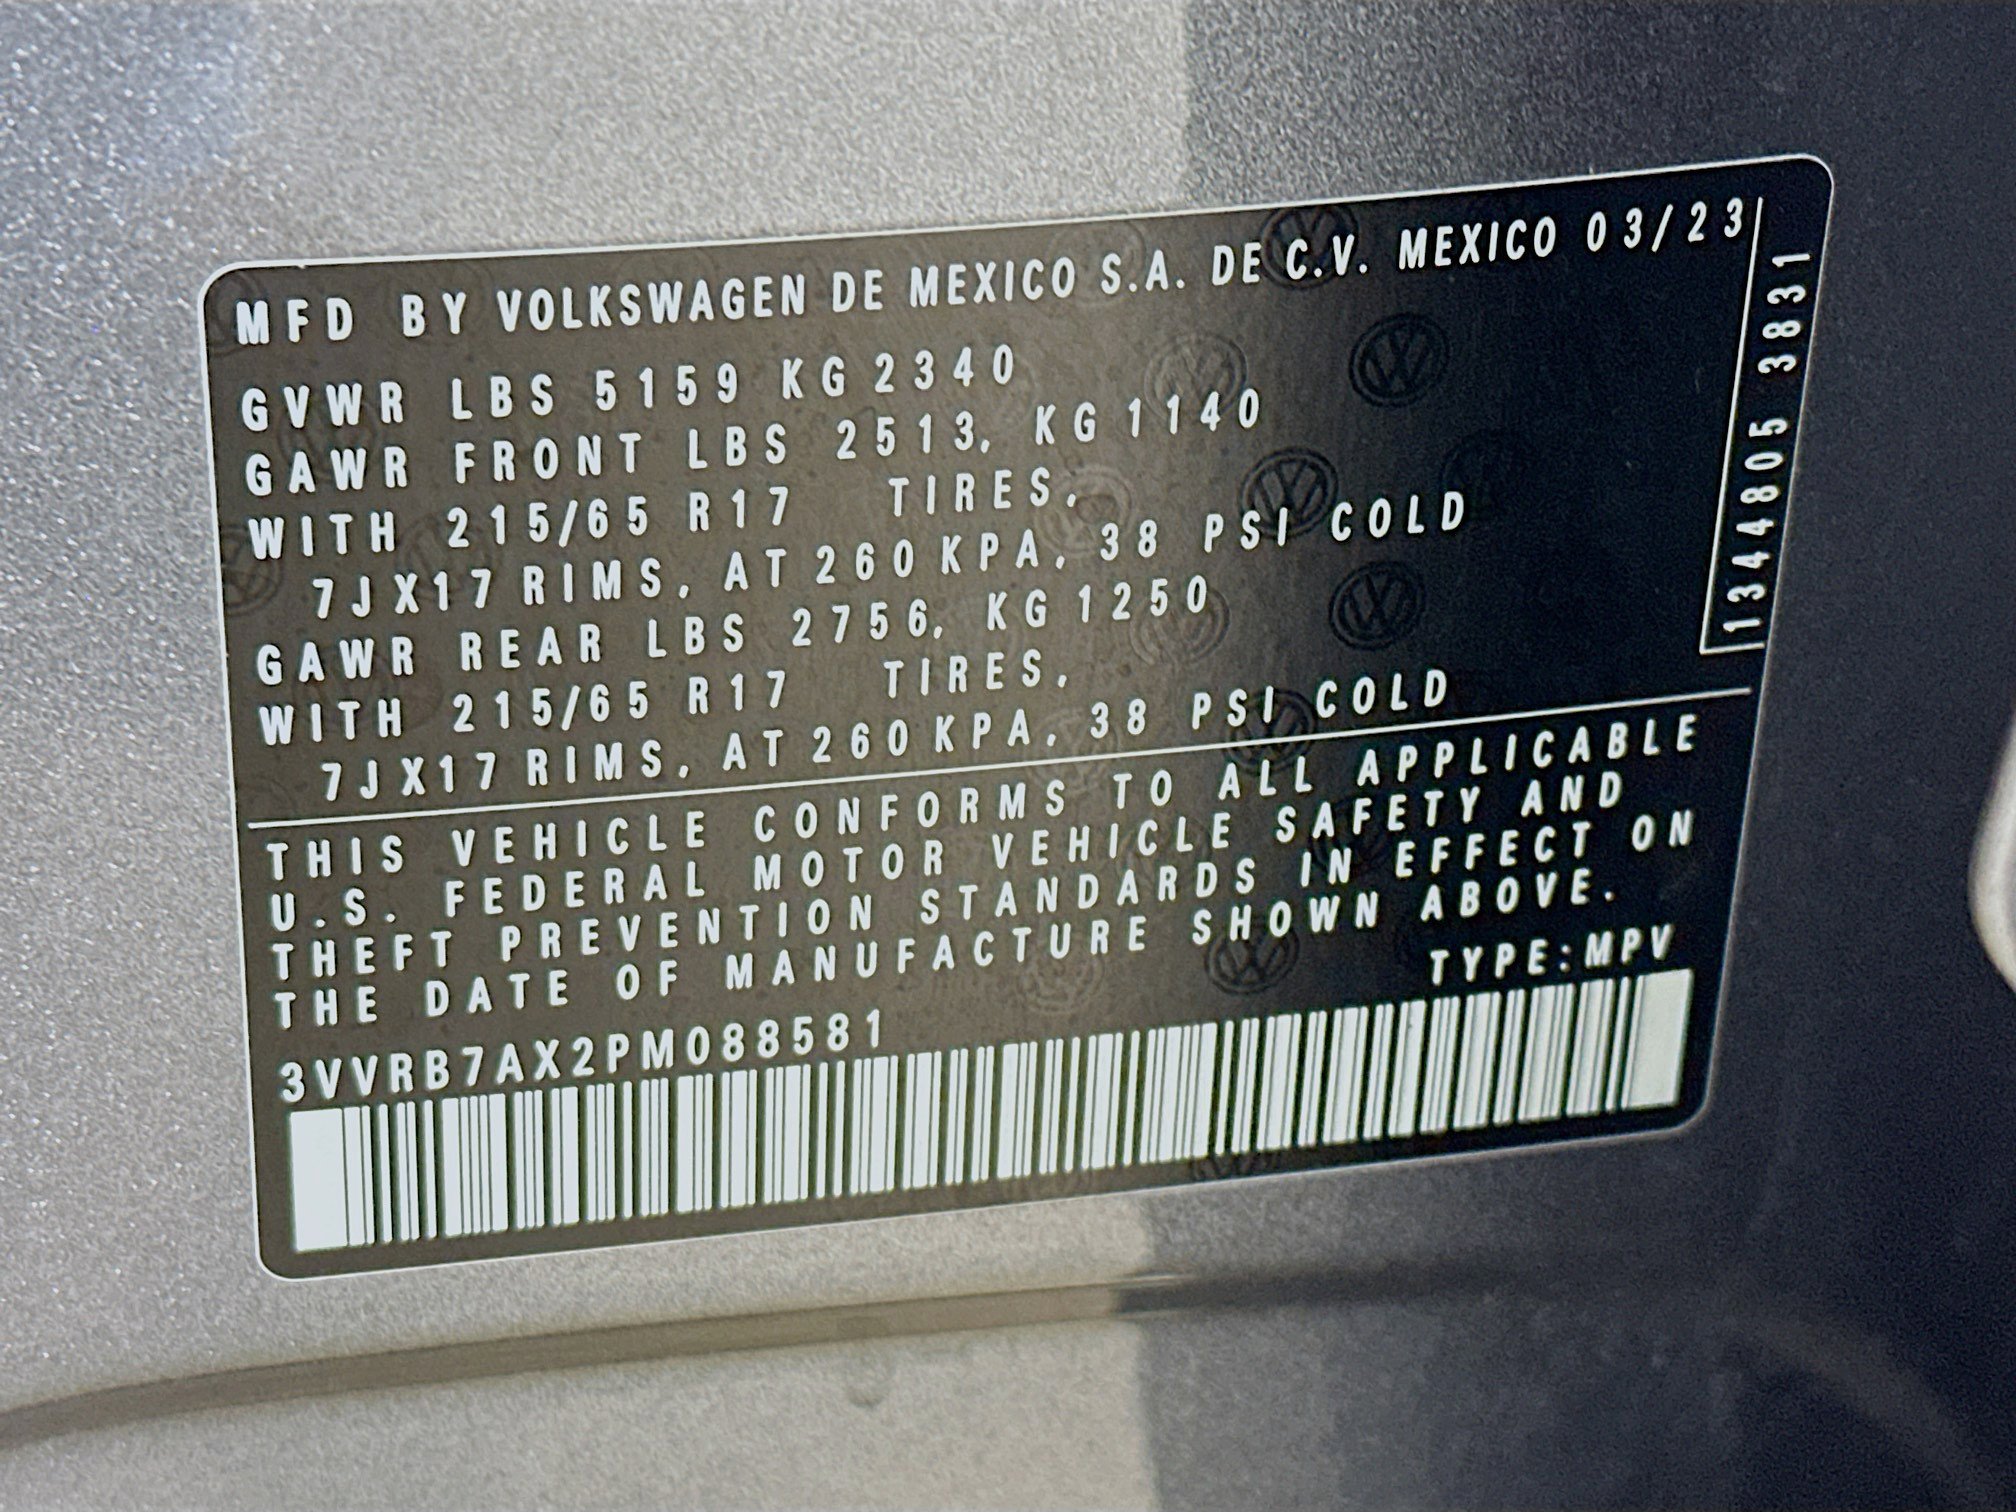 MFD BY VOLKSWAGEN DE MEXICO S.A. DE C.V. MEXICO 03/23
GVWR LBS 5159 KG 2340
GAWR FRONT LBS 2513, KG 1140
WITH 215/65 R17 TIRES,
7JX17 RIMS, AT 260 KPA, 38 PSI COLD
GAWR REAR LBS 2756, KG 1250
WITH 215/65 R17 TIRES,
7JX17 RIMS, AT 260 KPA, 38 PSI COLD
1344805 3831
THIS VEHICLE CONFORMS TO ALL APPLICABLE
U.S. FEDERAL MOTOR VEHICLE SAFETY AND
THEFT PREVENTION STANDARDS IN EFFECT ON
THE DATE OF MANUFACTURE SHOWN ABOVE.
TYPE:MPV
3VVRB7AX2PM088581